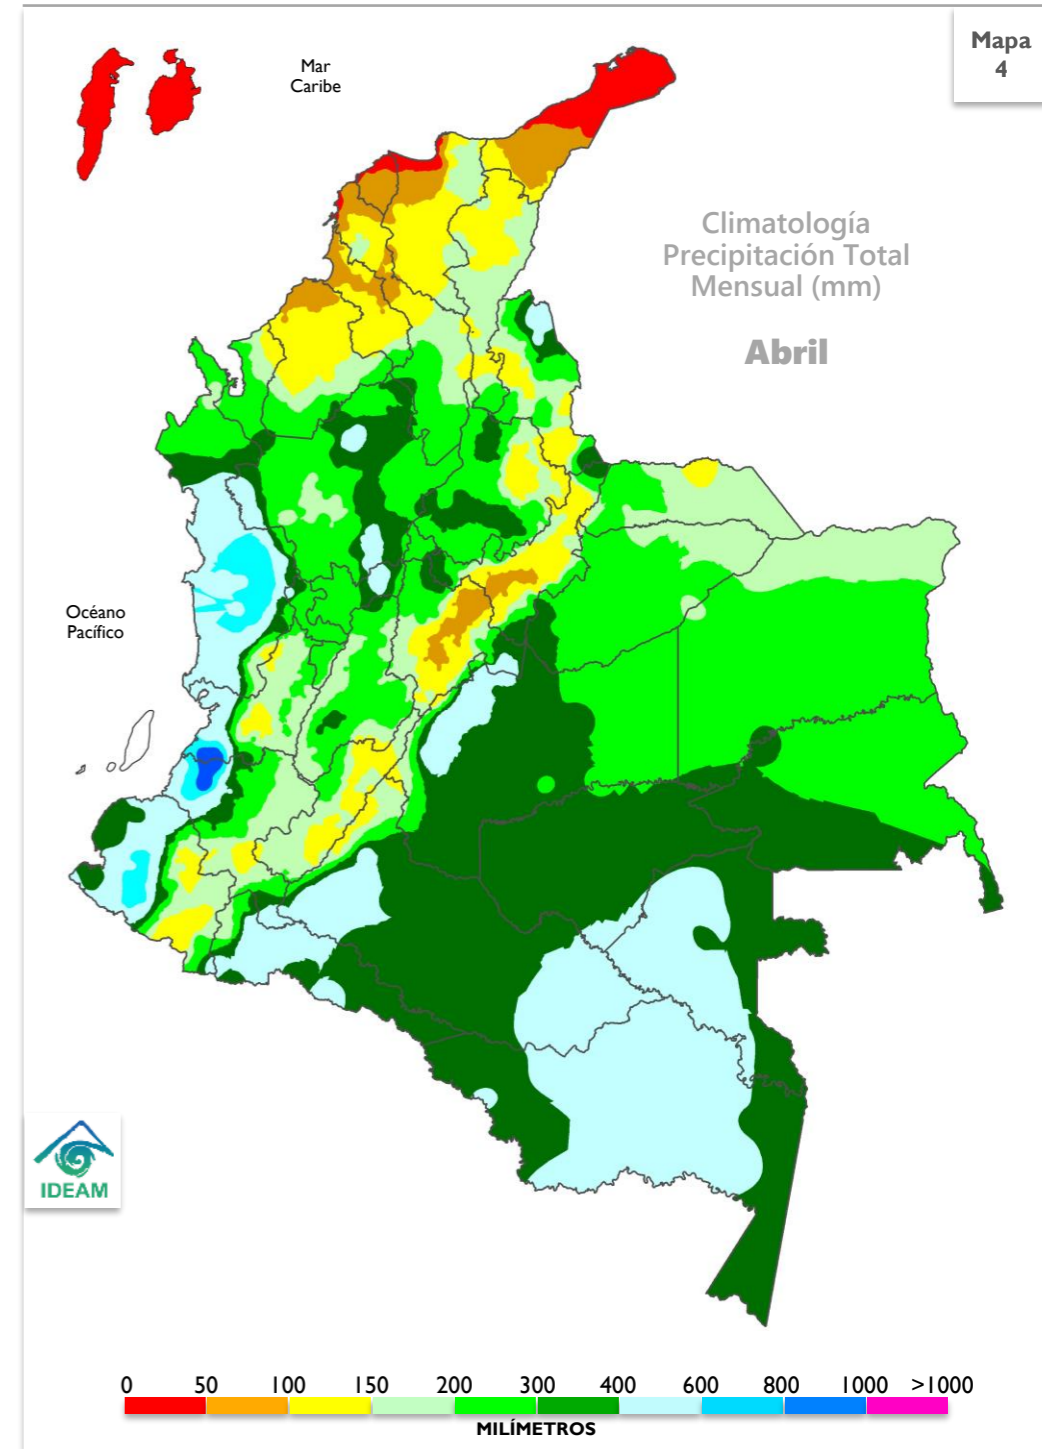 Mapa
4
Mar
Caribe
Climatología
Precipitación Total
Mensual (mm)
Abril
Océano
Pacífico
IDEAM
0 50 100 150 200 300 400 600 800 1000 >1000
MILÍMETROS